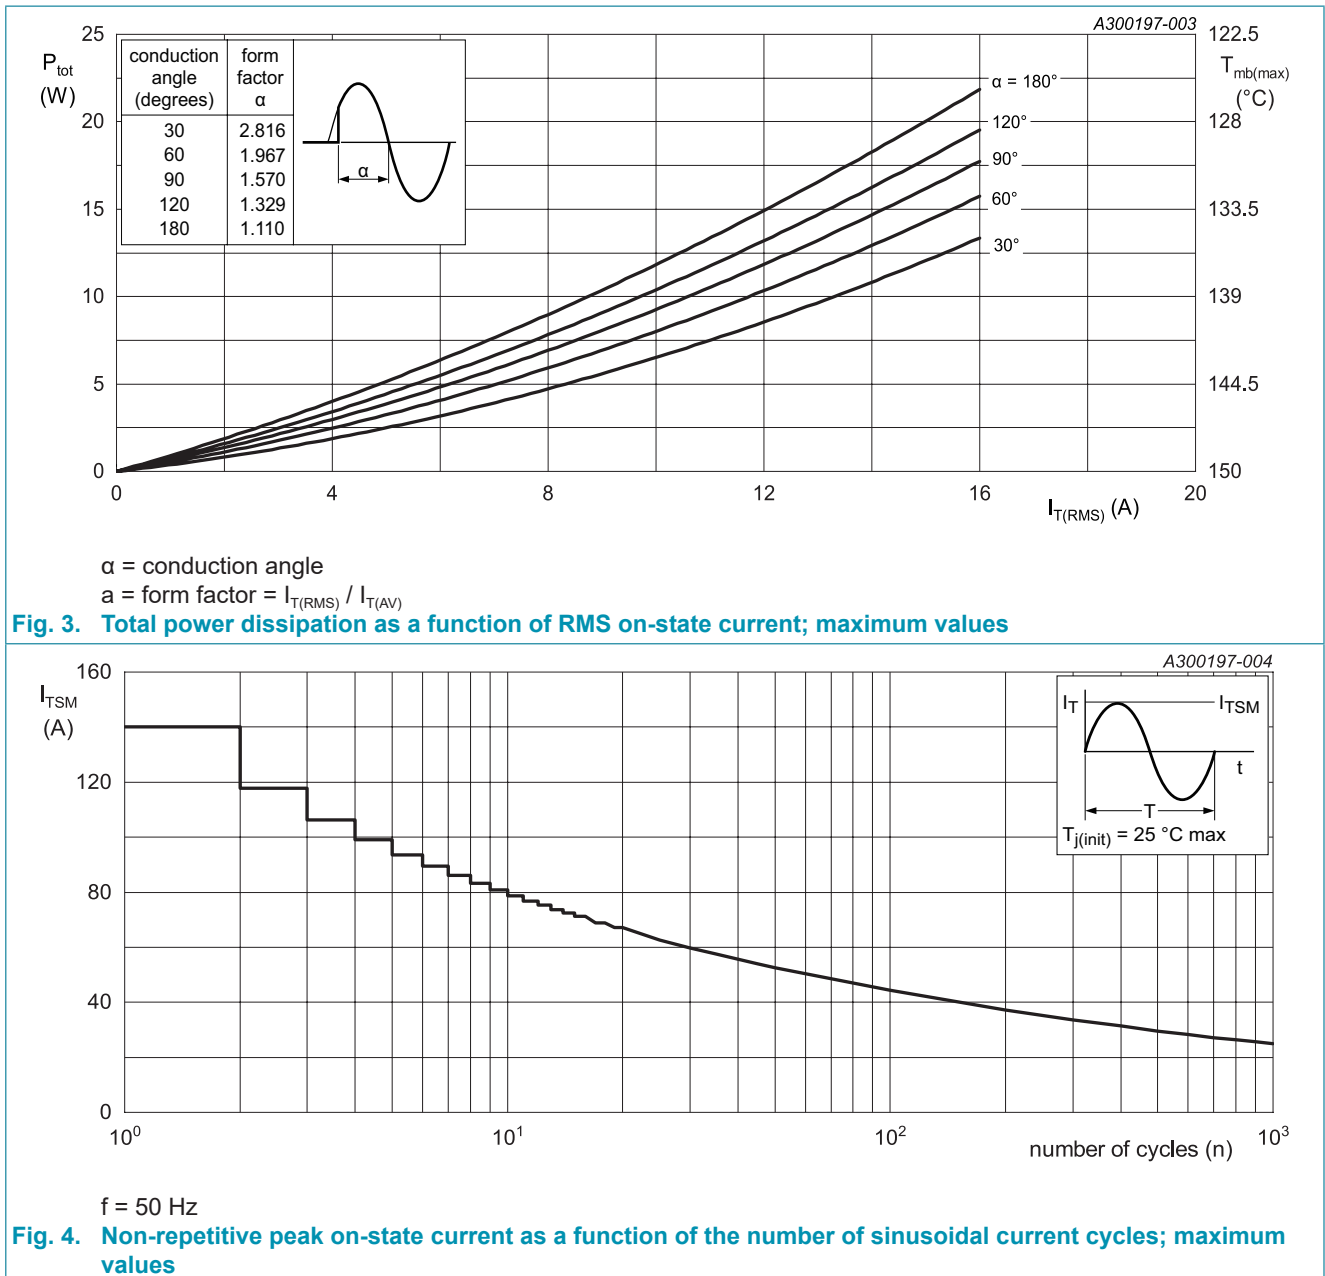 A300197-003
25
P_tot
(W)
20
15
10
5
0
conduction angle (degrees) form factor α
30 2.816
60 1.967
90 1.570
120 1.329
180 1.110
α
α = 180°
120°
90°
60°
30°
122.5
T_mb(max)
(°C)
128
133.5
139
144.5
150
0 4 8 12 16 20
I_T(RMS) (A)
α = conduction angle
a = form factor = I_T(RMS) / I_T(AV)
Fig. 3. Total power dissipation as a function of RMS on-state current; maximum values
A300197-004
160
I_TSM
(A)
120
80
40
0
I_T I_TSM
t
T
T_j(init) = 25 °C max
10^0 10^1 10^2 10^3
number of cycles (n)
f = 50 Hz
Fig. 4. Non-repetitive peak on-state current as a function of the number of sinusoidal current cycles; maximum
values